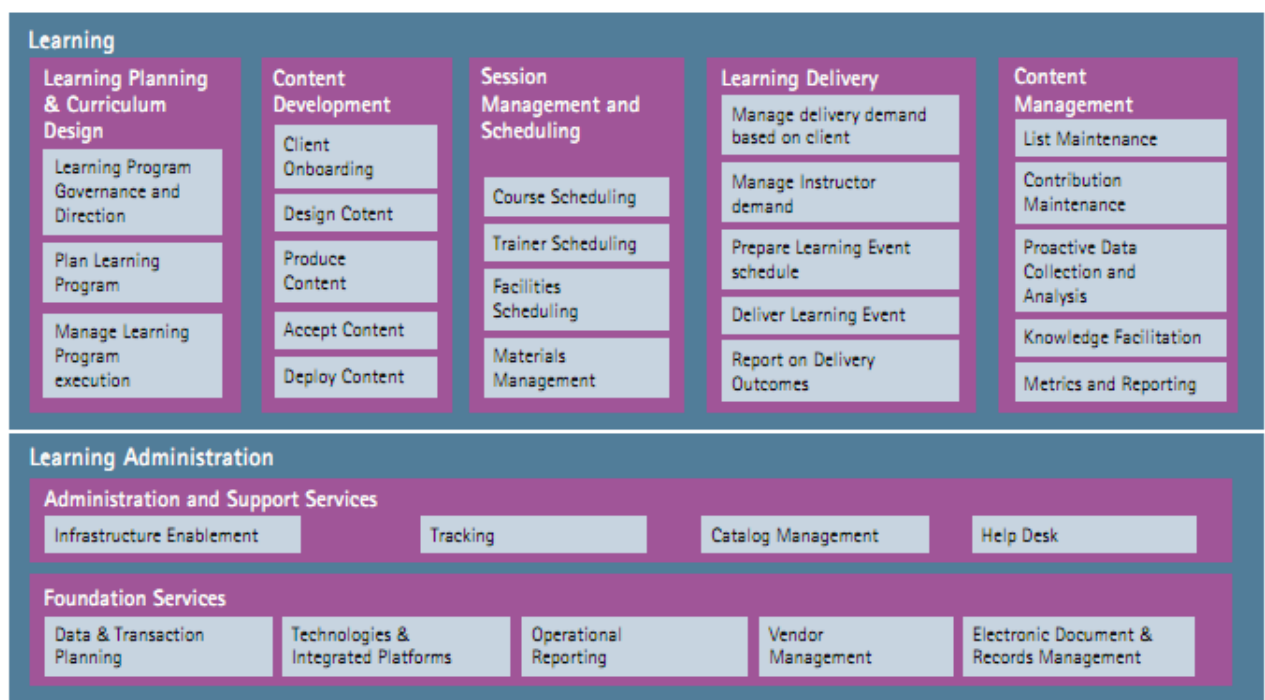 Learning
Learning Planning
& Curriculum
Design
Learning Program
Governance and
Direction
Plan Learning
Program
Manage Learning
Program
execution
Content
Development
Client
Onboarding
Design Cotent
Produce
Content
Accept Content
Deploy Content
Session
Management and
Scheduling
Course Scheduling
Trainer Scheduling
Facilities
Scheduling
Materials
Management
Learning Delivery
Manage delivery demand
based on client
Manage Instructor
demand
Prepare Learning Event
schedule
Deliver Learning Event
Report on Delivery
Outcomes
Content
Management
List Maintenance
Contribution
Maintenance
Proactive Data
Collection and
Analysis
Knowledge Facilitation
Metrics and Reporting
Learning Administration
Administration and Support Services
Infrastructure Enablement
Tracking
Catalog Management
Help Desk
Foundation Services
Data & Transaction
Planning
Technologies &
Integrated Platforms
Operational
Reporting
Vendor
Management
Electronic Document &
Records Management